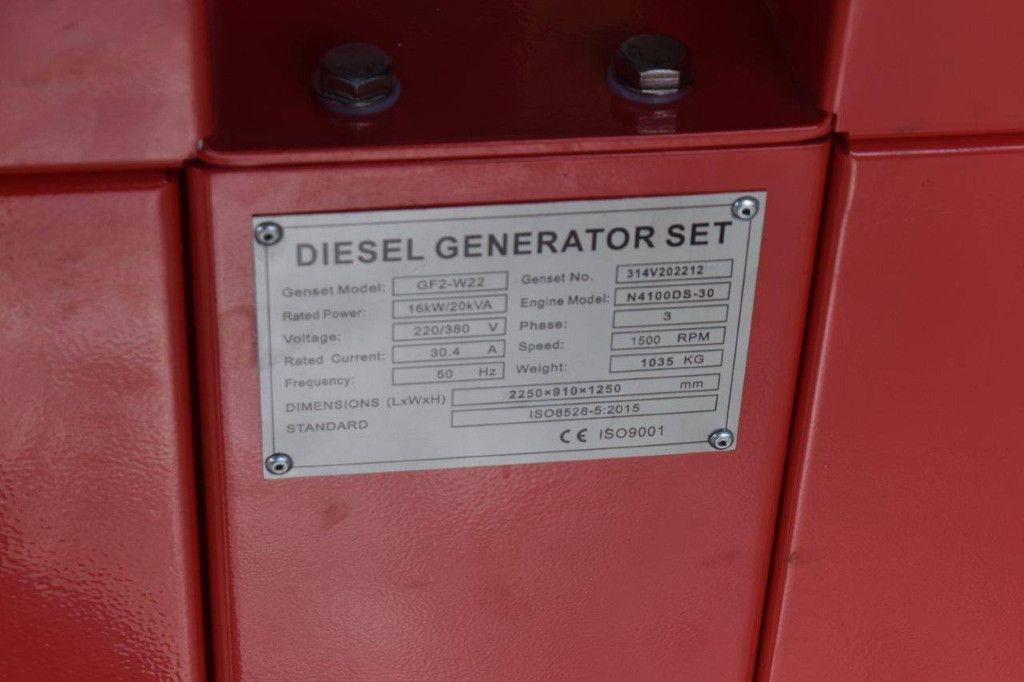 DIESEL GENERATOR SET
Genset Model: GF2-W22 Genset No. 314V202212
Rated Power: 16kW/20kVA Engine Model: N4100DS-30
Voltage: 220/380 V Phase: 3
Rated Current: 30.4 A Speed: 1500 RPM
Frequency: 50 Hz Weight: 1035 KG
DIMENSIONS (L×W×H) 2250×910×1250 mm
STANDARD ISO8528-5:2015
CE ISO9001